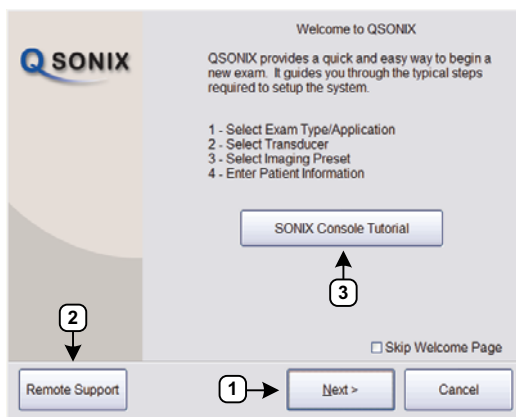 Welcome to QSONIX
QSONIX
QSONIX provides a quick and easy way to begin a
new exam. It guides you through the typical steps
required to setup the system.
1 - Select Exam Type/Application
2 - Select Transducer
3 - Select Imaging Preset
4 - Enter Patient Information
SONIX Console Tutorial
3
2
Skip Welcome Page
Remote Support
1
Next >
Cancel